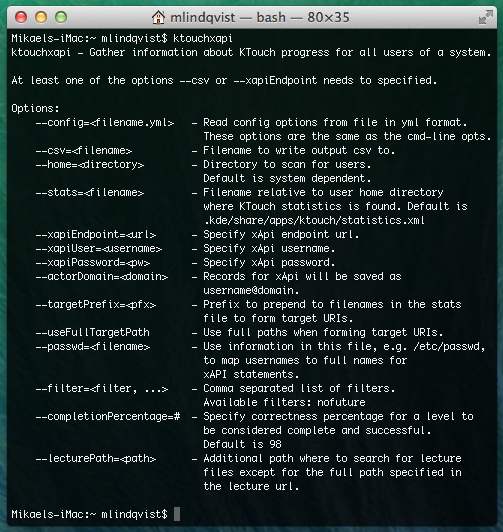 mlindqvist — bash — 80×35
Mikaels-iMac:~ mlindqvist$ ktouchxapi
ktouchxapi - Gather information about KTouch progress for all users of a system.
At least one of the options --csv or --xapiEndpoint needs to specified.
Options:
--config=<filename.yml> - Read config options from file in yml format.
These options are the same as the cmd-line opts.
--csv=<filename> - Filename to write output csv to.
--home=<directory> - Directory to scan for users.
Default is system dependent.
--stats=<filename> - Filename relative to user home directory
where KTouch statistics is found. Default is
.kde/share/apps/ktouch/statistics.xml
--xapiEndpoint=<url> - Specify xApi endpoint url.
--xapiUser=<username> - Specify xApi username.
--xapiPassword=<pw> - Specify xApi password.
--actorDomain=<domain> - Records for xApi will be saved as
username@domain.
--targetPrefix=<pfx> - Prefix to prepend to filenames in the stats
file to form target URIs.
--useFullTargetPath - Use full paths when forming target URIs.
--passwd=<filename> - Use information in this file, e.g. /etc/passwd,
to map usernames to full names for
xAPI statements.
--filter=<filter, ...> - Comma separated list of filters.
Available filters: nofuture
--completionPercentage=# - Specify correctness percentage for a level to
be considered complete and successful.
Default is 98
--lecturePath=<path> - Additional path where to search for lecture
files except for the full path specified in
the lecture url.
Mikaels-iMac:~ mlindqvist$